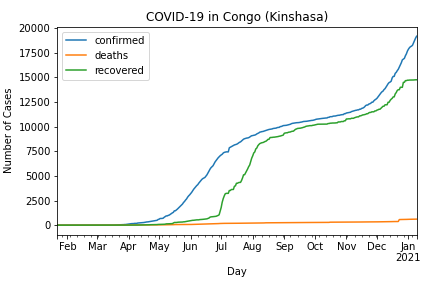 COVID-19 in Congo (Kinshasa)
confirmed
deaths
recovered
Number of Cases
20000
17500
15000
12500
10000
7500
5000
2500
0
Feb Mar Apr May Jun Jul Aug Sep Oct Nov Dec Jan
2021
Day